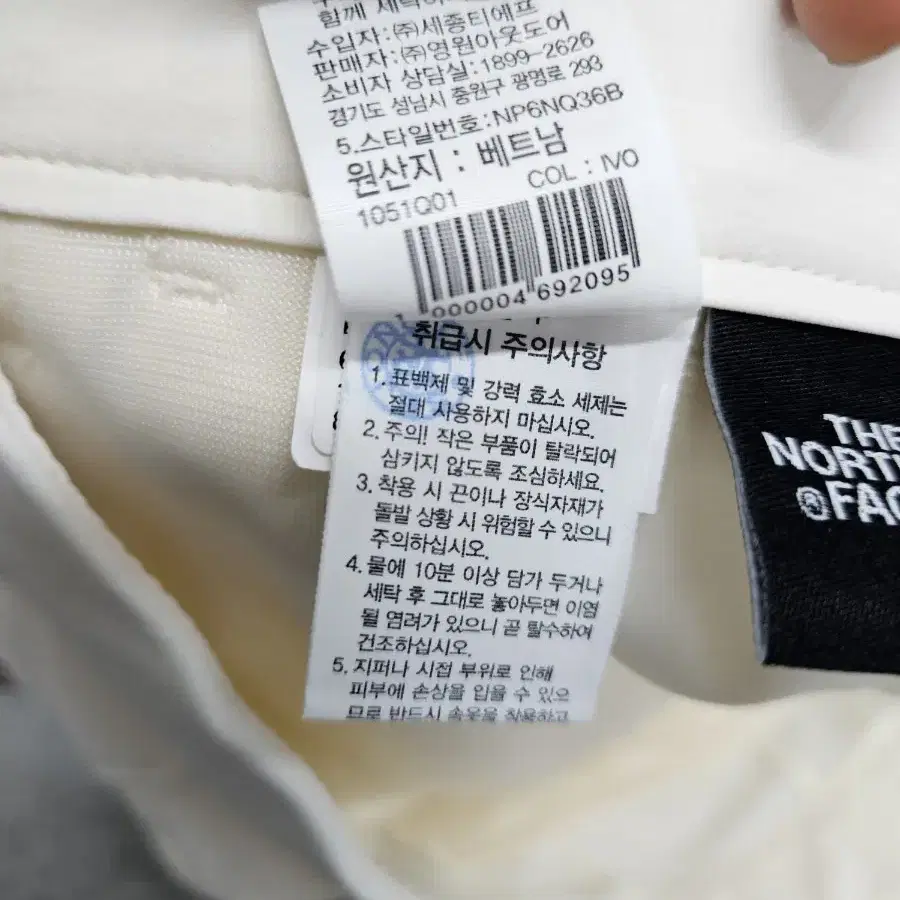 함께 세탁하
수입자:(주)세종티에프
판매자:(주)영원아웃도어
소비자 상담실:1899-2626
경기도 성남시 중원구 광명로 293
5.스타일번호:NP6NQ36B
원산지 : 베트남
1051Q01
COL : IVO
1 000004 692095
취급시 주의사항
1. 표백제 및 강력 효소 세제는
절대 사용하지 마십시오.
2. 주의! 작은 부품이 탈락되어
삼키지 않도록 조심하세요.
3. 착용 시 끈이나 장식자재가
돌발 상황 시 위험할 수 있으니
주의하십시오.
4. 물에 10분 이상 담가 두거나
세탁 후 그대로 놓아두면 이염
될 염려가 있으니 곧 탈수하여
건조하십시오.
5. 지퍼나 시접 부위로 인해
피부에 손상을 입을 수 있으
므로 반드시 속옷을 착용하고
THE
NORTH
FAC